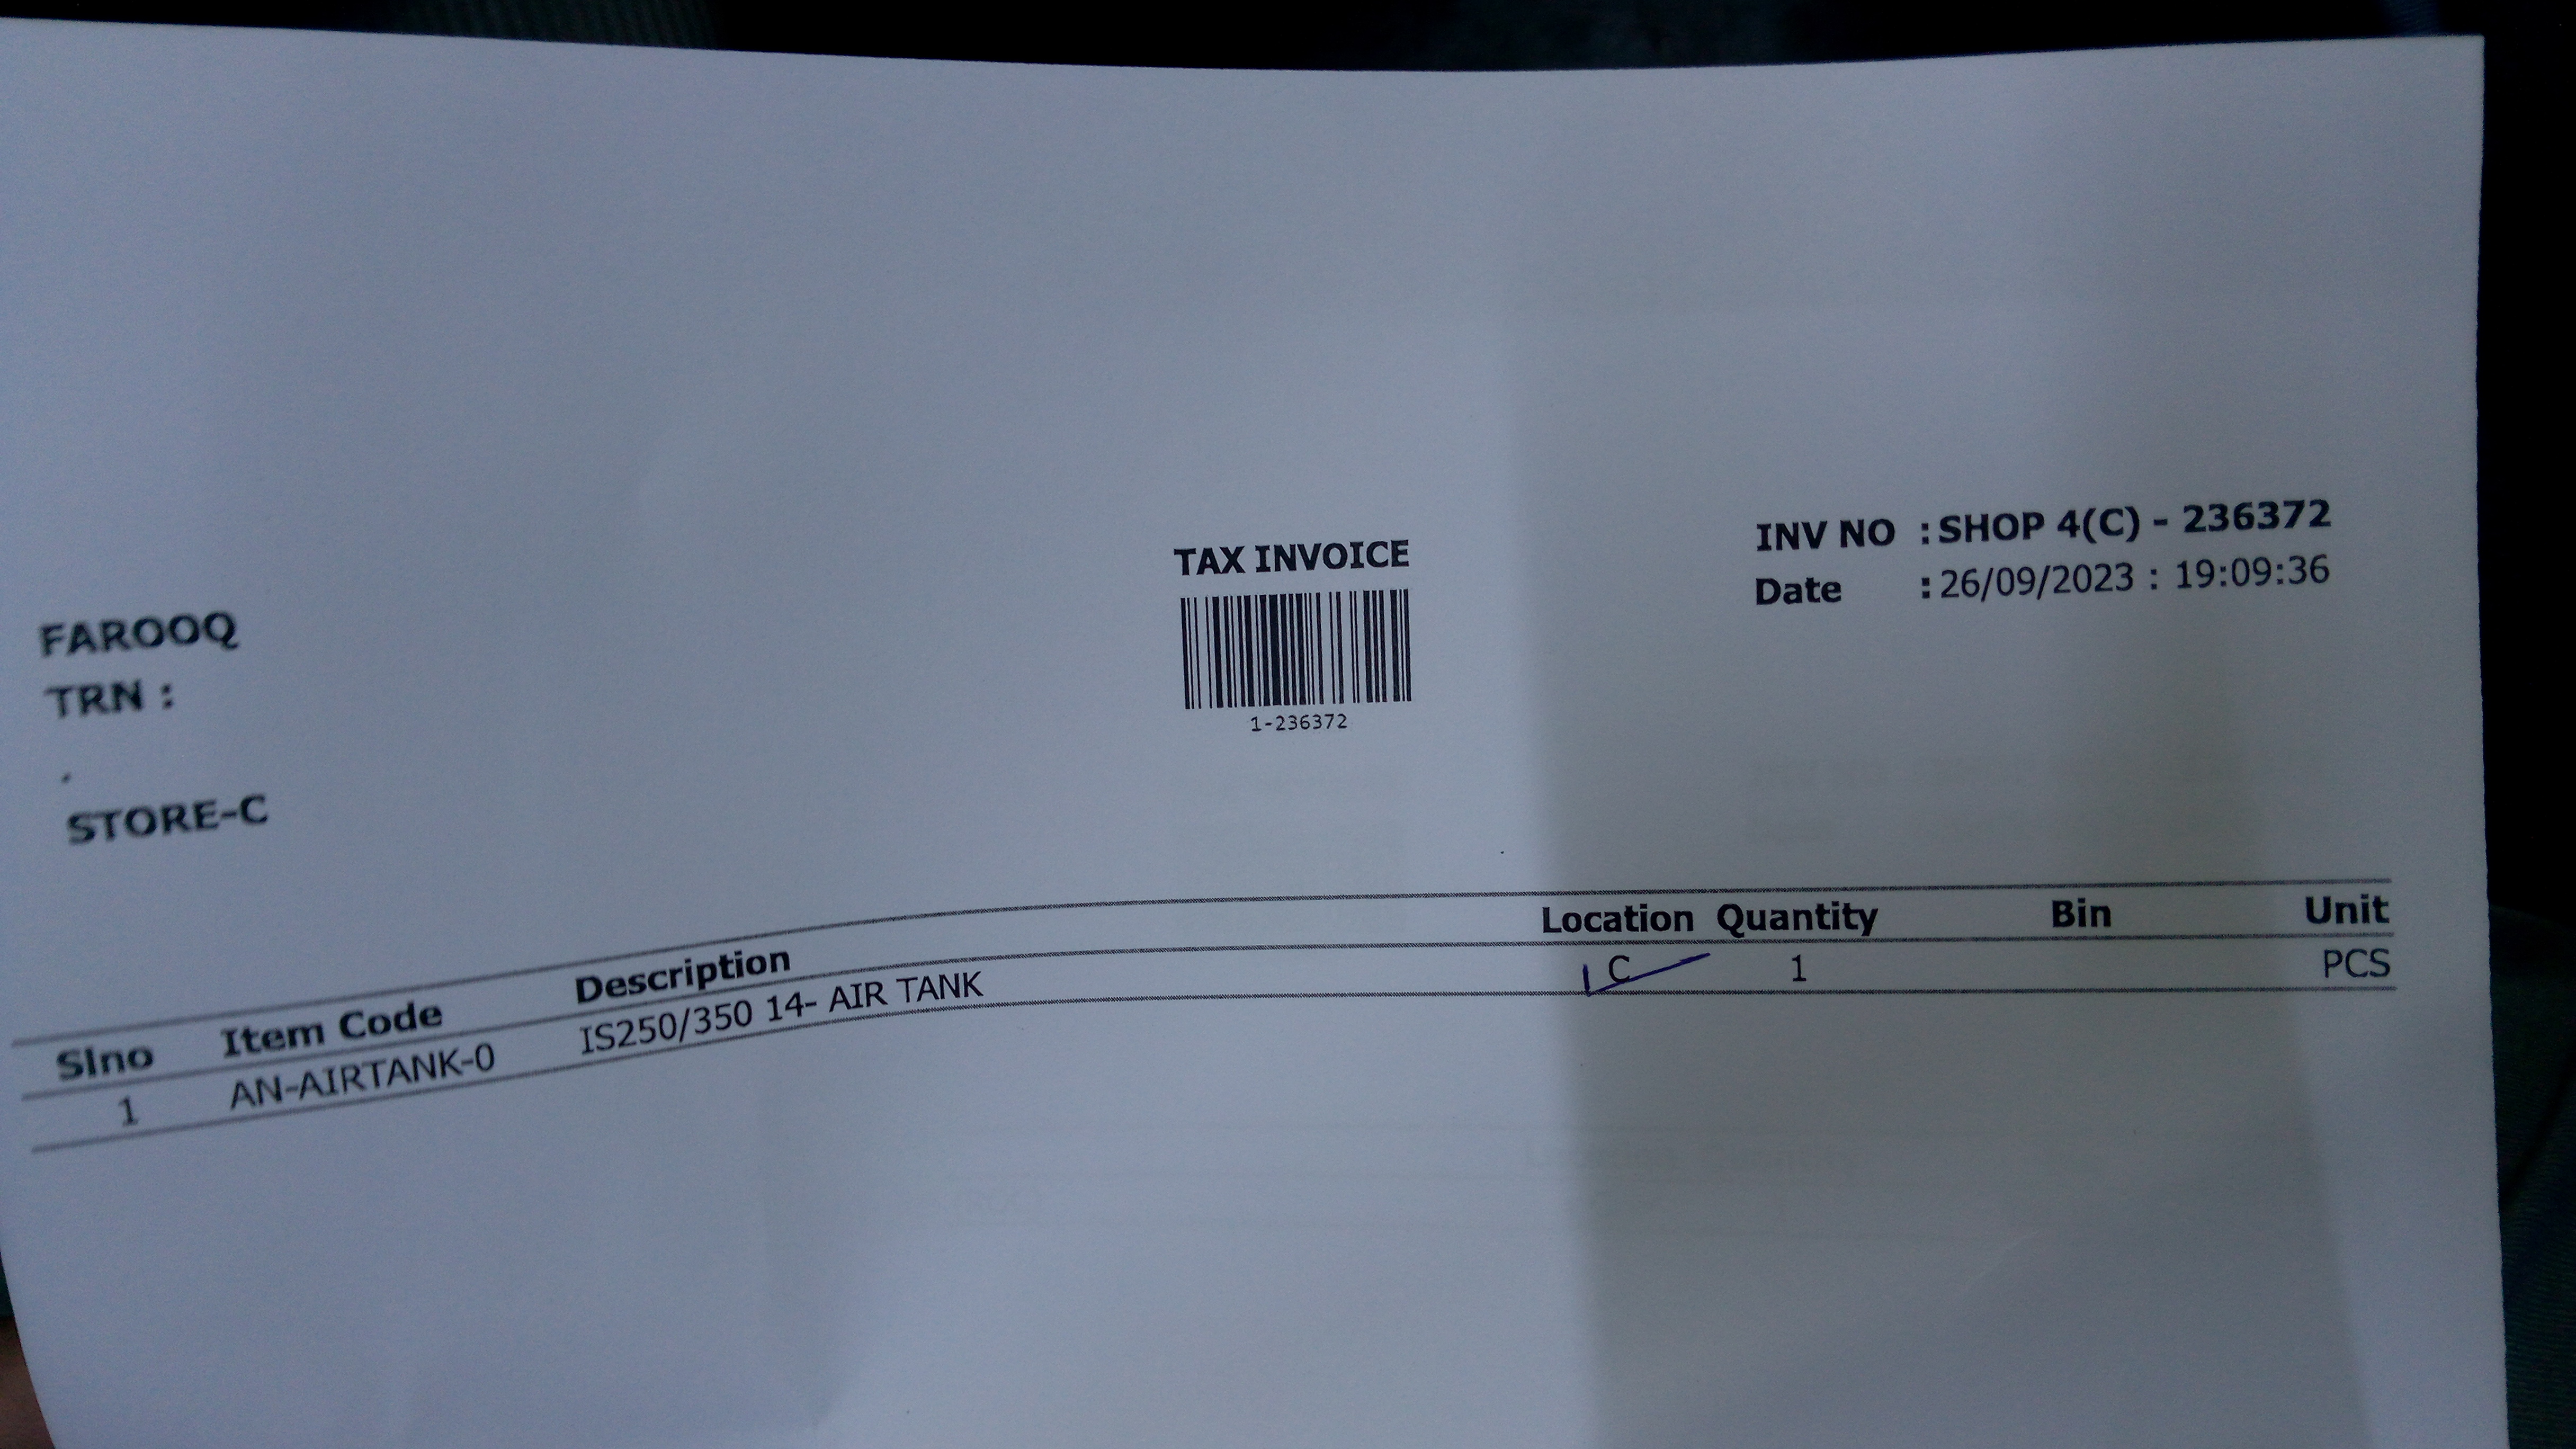 TAX INVOICE
1-236372
INV NO : SHOP 4(C) - 236372
Date : 26/09/2023 : 19:09:36
FAROOQ
TRN :
.
STORE-C
Slno Item Code Description Location Quantity Bin Unit
1 AN-AIRTANK-0 IS250/350 14- AIR TANK C 1 PCS